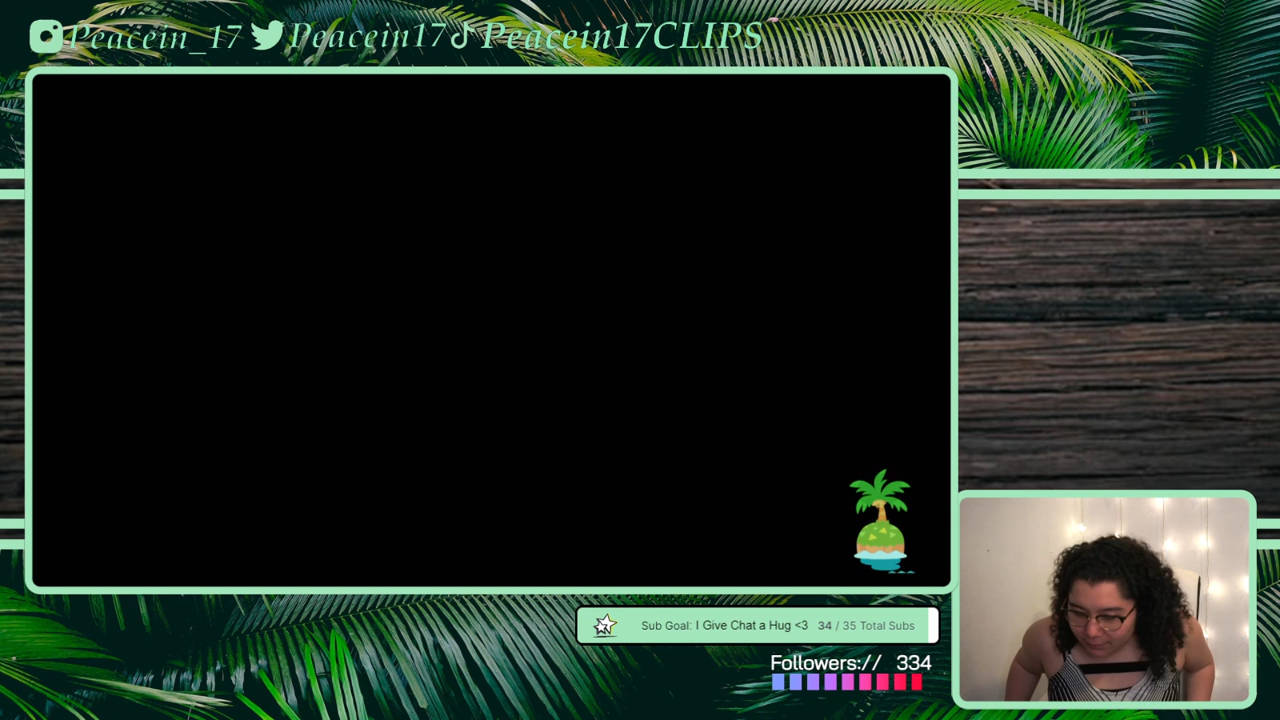 Peacein_17 Peacein17 Peacein17CLIPS
Sub Goal: I Give Chat a Hug <3 34 / 35 Total Subs
Followers:// 334